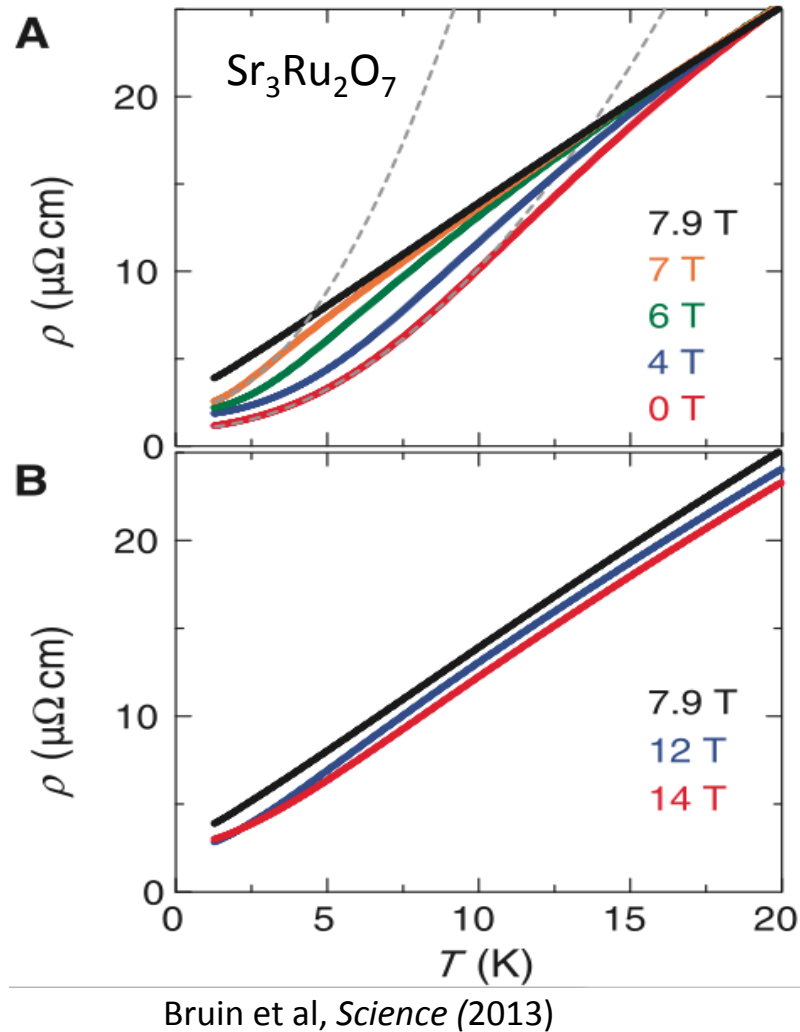 A
Sr₃Ru₂O₇
20
10
0
ρ (μΩ cm)
7.9 T
7 T
6 T
4 T
0 T
B
20
10
0
ρ (μΩ cm)
7.9 T
12 T
14 T
0 5 10 15 20
T (K)
Bruin et al, Science (2013)